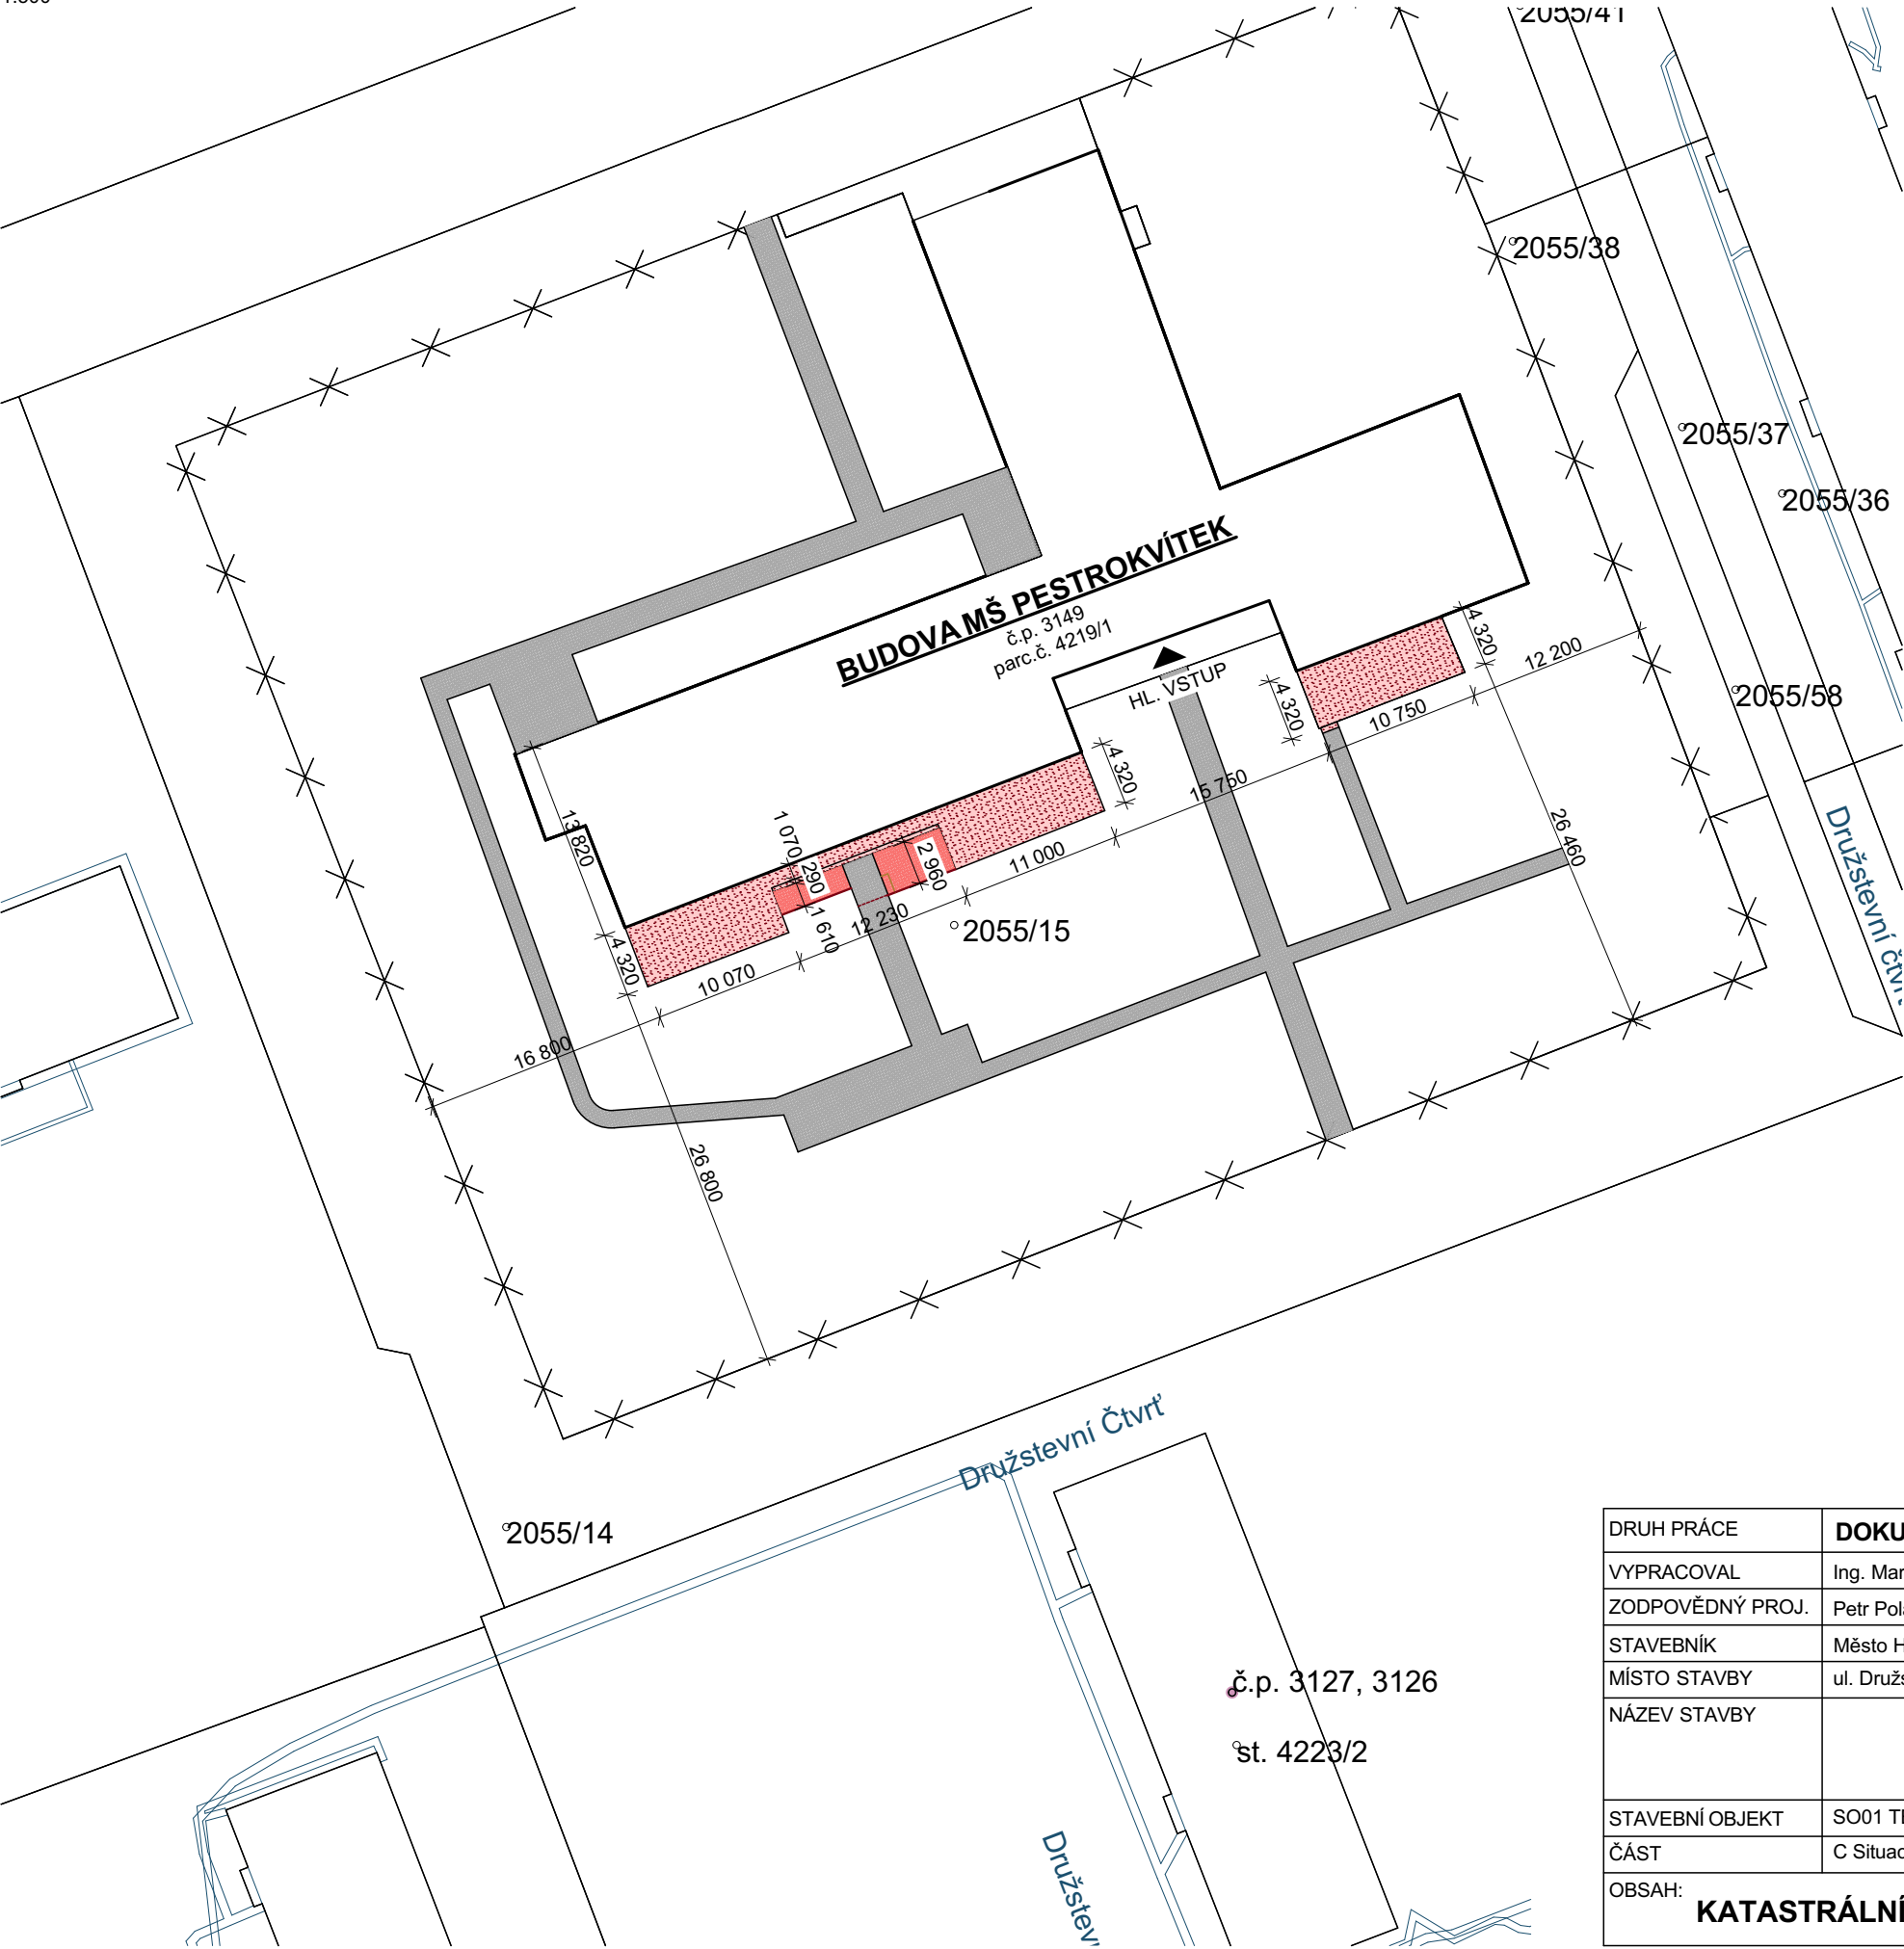 2055/41
2055/38
2055/37
2055/36
2055/58
BUDOVA MŠ PESTROKVÍTEK
č.p. 3149
parc.č. 4219/1
HL. VSTUP
4 320
12 200
4 320
10 750
4 320
15 750
26 460
13 820
1 070
290
2 960
11 000
1 610
12 230
2055/15
4 320
10 070
16 800
26 800
Družstevní čtvrť
Družstevní Čtvrť
2055/14
č.p. 3127, 3126
st. 4223/2
Družstev
DRUH PRÁCE DOKU
VYPRACOVAL Ing. Mar
ZODPOVĚDNÝ PROJ. Petr Pol
STAVEBNÍK Město H
MÍSTO STAVBY ul. Druž
NÁZEV STAVBY
STAVEBNÍ OBJEKT SO01
ČÁST C Situa
OBSAH:
KATASTRÁLNÍ